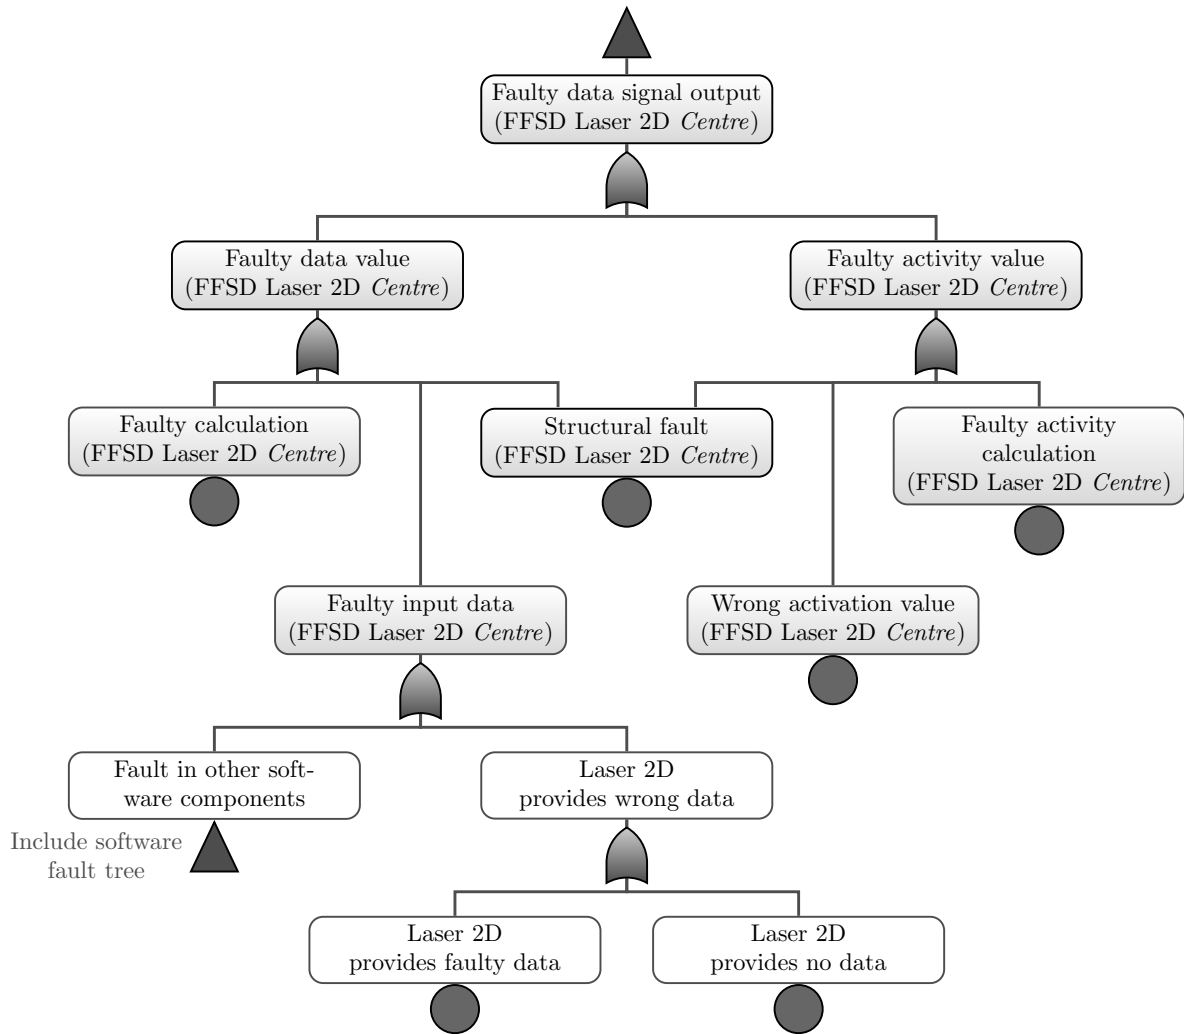 Faulty data signal output
(FFSD Laser 2D Centre)
Faulty data value
(FFSD Laser 2D Centre)
Faulty activity value
(FFSD Laser 2D Centre)
Faulty calculation
(FFSD Laser 2D Centre)
Structural fault
(FFSD Laser 2D Centre)
Faulty activity
calculation
(FFSD Laser 2D Centre)
Faulty input data
(FFSD Laser 2D Centre)
Wrong activation value
(FFSD Laser 2D Centre)
Fault in other soft-
ware components
Laser 2D
provides wrong data
Include software
fault tree
Laser 2D
provides faulty data
Laser 2D
provides no data